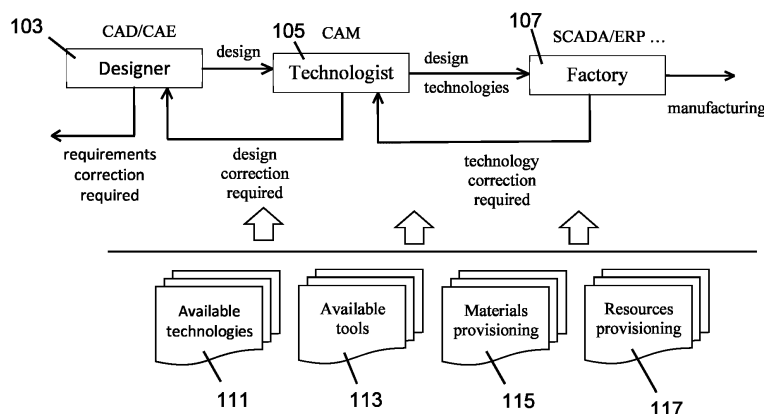 103
CAD/CAE
105
CAM
107
SCADA/ERP ...
Designer
design
Technologist
design
technologies
Factory
manufacturing
requirements
correction
required
design
correction
required
technology
correction
required
Available
technologies
Available
tools
Materials
provisioning
Resources
provisioning
111
113
115
117